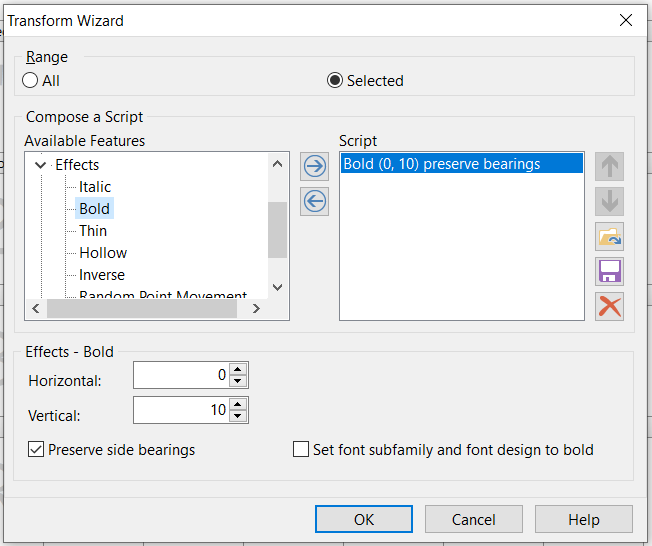 Transform Wizard
Range
All
Selected
Compose a Script
Available Features
Effects
Italic
Bold
Thin
Hollow
Inverse
Random Point Movement
Script
Bold (0, 10) preserve bearings
Effects - Bold
Horizontal:
0
Vertical:
10
Preserve side bearings
Set font subfamily and font design to bold
OK
Cancel
Help